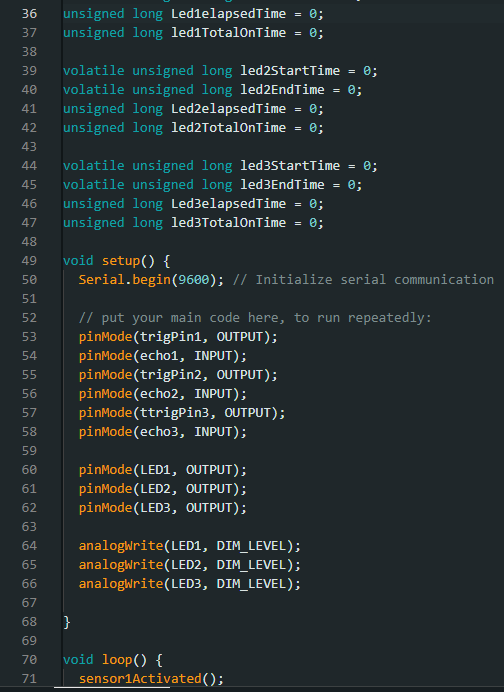 36 unsigned long Led1elapsedTime = 0;
37 unsigned long led1TotalOnTime = 0;
38
39 volatile unsigned long led2StartTime = 0;
40 volatile unsigned long led2EndTime = 0;
41 unsigned long Led2elapsedTime = 0;
42 unsigned long led2TotalOnTime = 0;
43
44 volatile unsigned long led3StartTime = 0;
45 volatile unsigned long led3EndTime = 0;
46 unsigned long Led3elapsedTime = 0;
47 unsigned long led3TotalOnTime = 0;
48
49 void setup() {
50 Serial.begin(9600); // Initialize serial communication
51
52 // put your main code here, to run repeatedly:
53 pinMode(trigPin1, OUTPUT);
54 pinMode(echo1, INPUT);
55 pinMode(trigPin2, OUTPUT);
56 pinMode(echo2, INPUT);
57 pinMode(ttrigPin3, OUTPUT);
58 pinMode(echo3, INPUT);
59
60 pinMode(LED1, OUTPUT);
61 pinMode(LED2, OUTPUT);
62 pinMode(LED3, OUTPUT);
63
64 analogWrite(LED1, DIM_LEVEL);
65 analogWrite(LED2, DIM_LEVEL);
66 analogWrite(LED3, DIM_LEVEL);
67
68 }
69
70 void loop() {
71 sensor1Activated();